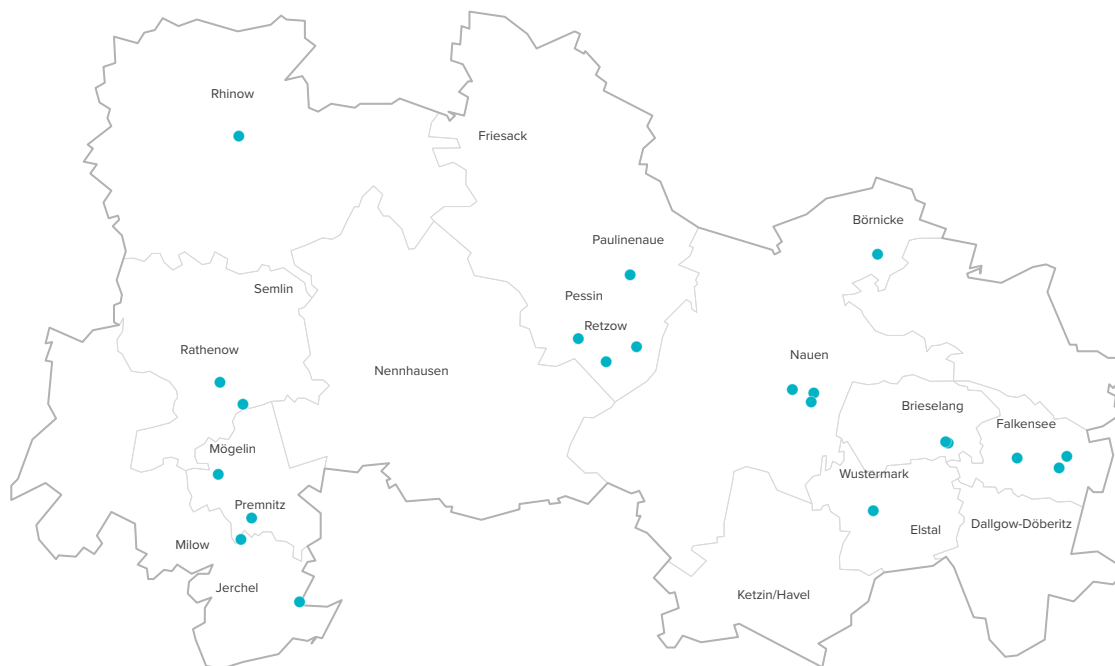 Rhinow
Friesack
Börnicke
Paulinenaue
Semlin
Pessin
Retzow
Rathenow
Nauen
Nennhausen
Brieselang
Falkensee
Mögelin
Wustermark
Premnitz
Dallgow-Döberitz
Elstal
Milow
Jerchel
Ketzin/Havel